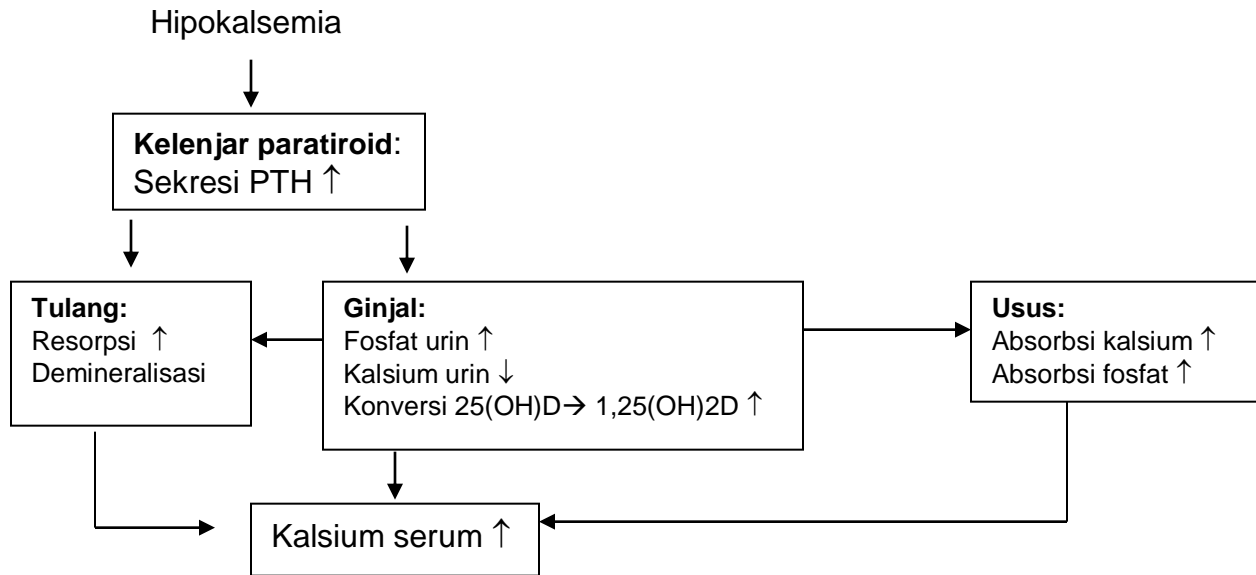 Hipokalsemia
Kelenjar paratiroid:
Sekresi PTH ↑
Tulang:
Resorpsi ↑
Demineralisasi
Ginjal:
Fosfat urin ↑
Kalsium urin ↓
Konversi 25(OH)D→ 1,25(OH)2D ↑
Usus:
Absorbsi kalsium ↑
Absorbsi fosfat ↑
Kalsium serum ↑